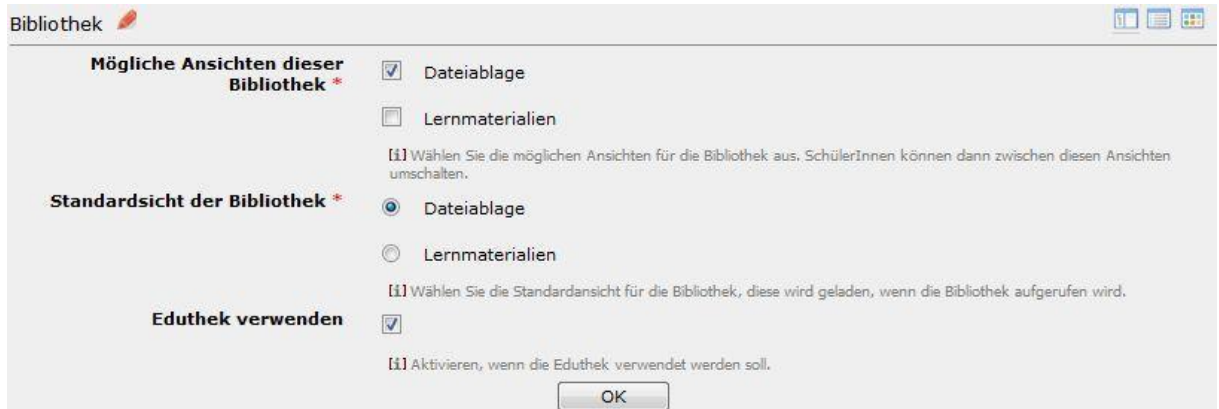 Bibliothek
Mögliche Ansichten dieser
Bibliothek *
Dateiablage
Lernmaterialien
[i] Wählen Sie die möglichen Ansichten für die Bibliothek aus. SchülerInnen können dann zwischen diesen Ansichten
umschalten.
Standardsicht der Bibliothek *
Dateiablage
Lernmaterialien
[i] Wählen Sie die Standardansicht für die Bibliothek, diese wird geladen, wenn die Bibliothek aufgerufen wird.
Eduthek verwenden
[i] Aktivieren, wenn die Eduthek verwendet werden soll.
OK